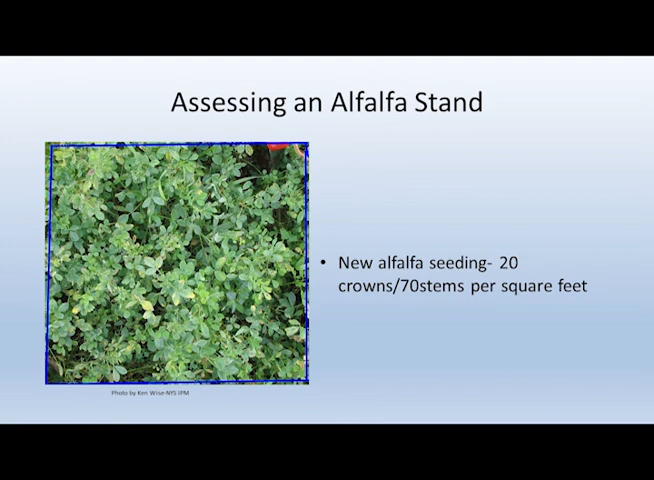 Assessing an Alfalfa Stand
• New alfalfa seeding- 20
crowns/70stems per square feet
Photo by Ken Wise-NYS IPM